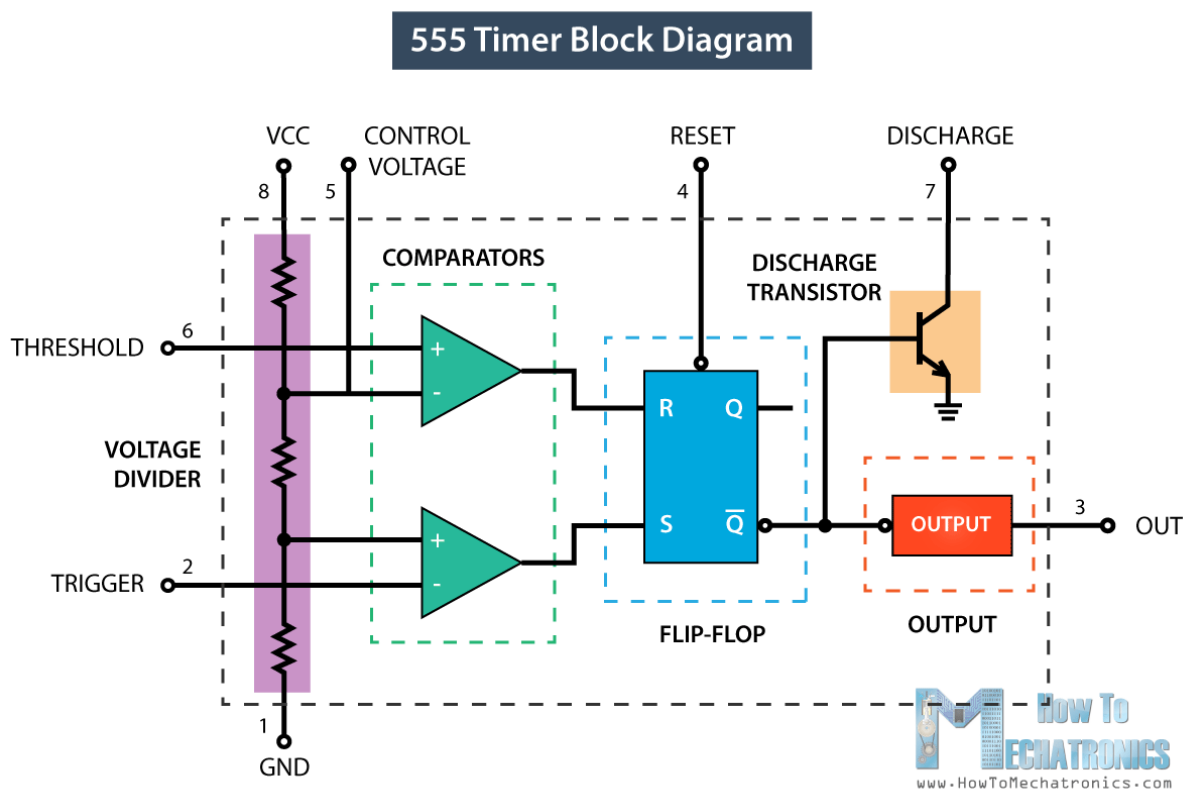 555 Timer Block Diagram
VCC
CONTROL
VOLTAGE
RESET
DISCHARGE
8
5
4
7
COMPARATORS
DISCHARGE
TRANSISTOR
THRESHOLD
6
+
-
R
Q
VOLTAGE
DIVIDER
TRIGGER
2
+
-
S
Q̅
OUTPUT
3
OUT
FLIP-FLOP
OUTPUT
1
GND
How To
MECHATRONICS
www.HowToMechatronics.com